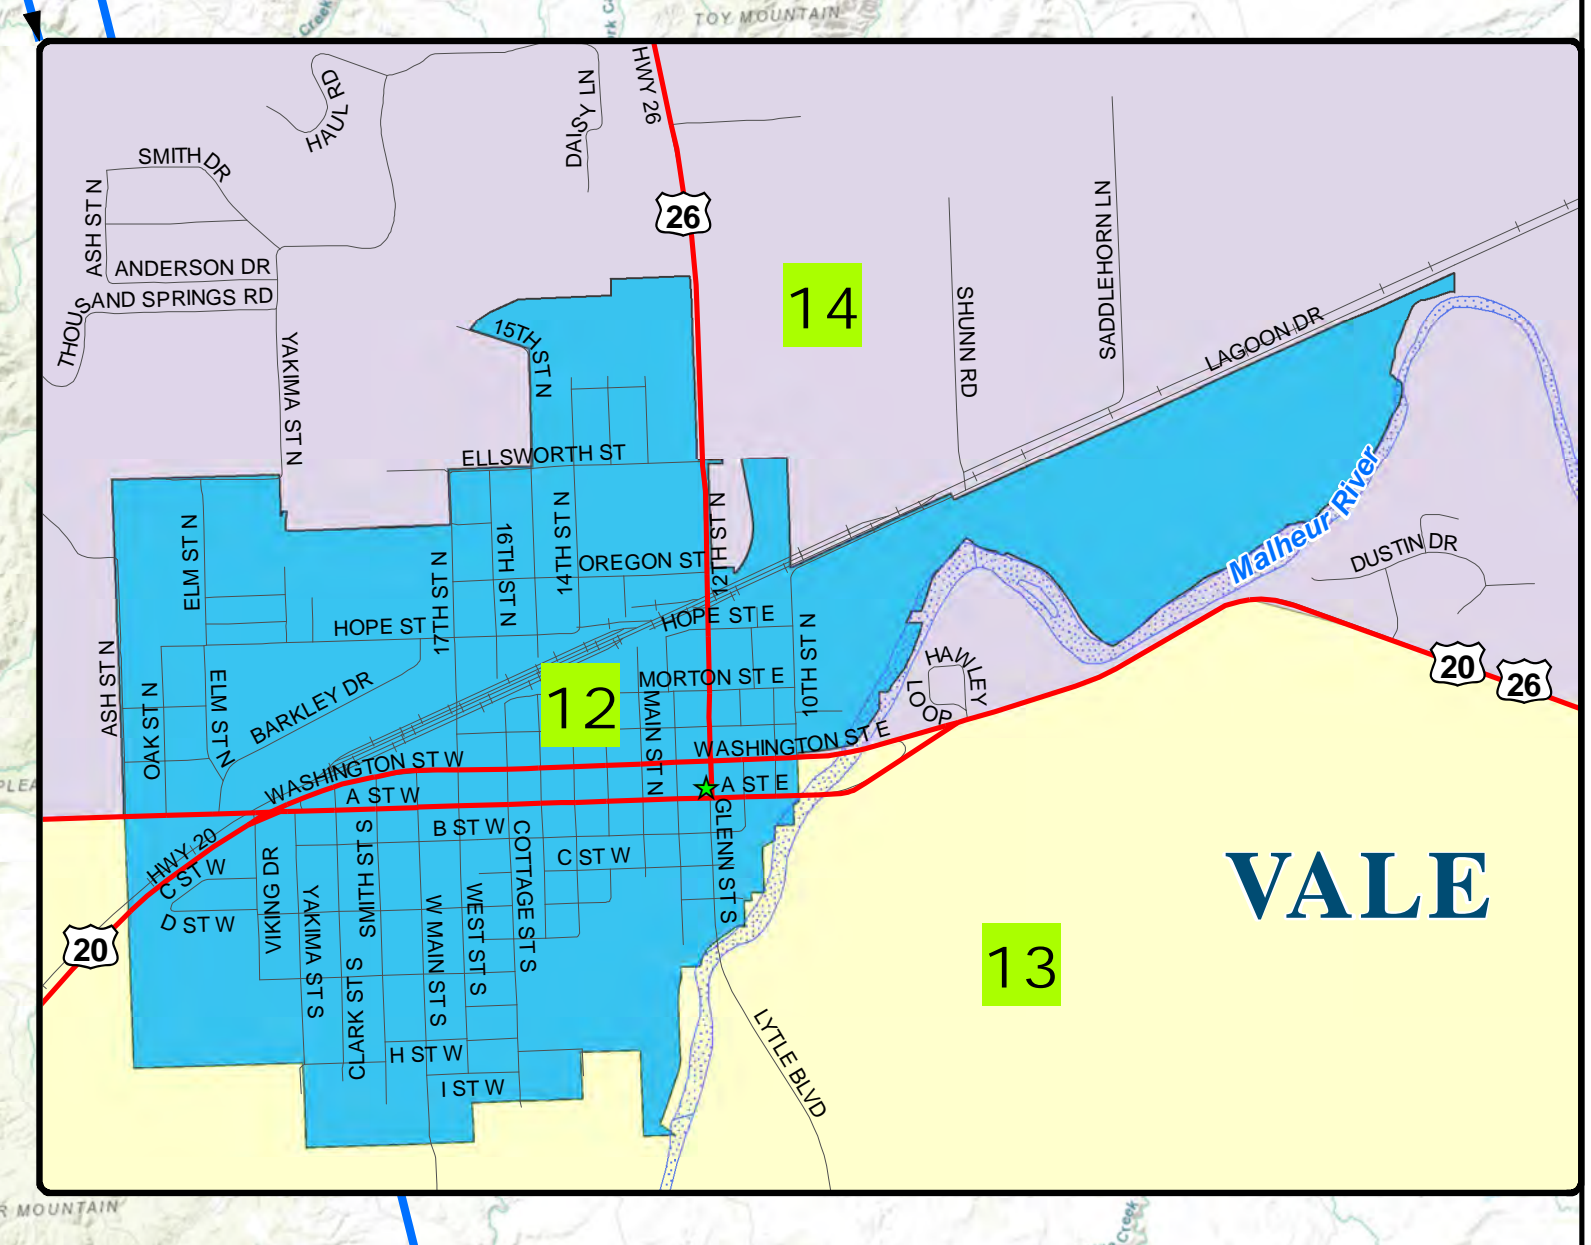 Creek
TOY MOUNTAIN
HWY 26
HAUL RD
DAISY LN
SMITH DR
ASH ST N
26
ANDERSON DR
THOUSAND SPRINGS RD
14
SADDLEHORN LN
SHUNN RD
LAGOON DR
15TH ST N
YAKIMA ST N
ELLSWORTH ST
Malheur River
DUSTIN DR
ELM ST N
16TH ST N
14TH ST N
12TH ST N
OREGON ST
17TH ST N
HOPE ST
HOPE ST E
10TH ST N
ASH ST N
OAK ST N
ELM ST N
BARKLEY DR
12
MORTON ST E
MAIN ST N
HAWLEY LOOP
20
26
WASHINGTON ST W
WASHINGTON ST E
A ST W
A ST E
HWY 20
B ST W
C ST W
C ST W
D ST W
VIKING DR
SMITH ST S
COTTAGE ST S
GLENN ST S
VALE
20
YAKIMA ST S
W MAIN ST S
WEST ST S
CLARK ST S
13
H ST W
I ST W
LYTLE BLVD
MOUNTAIN
Creek